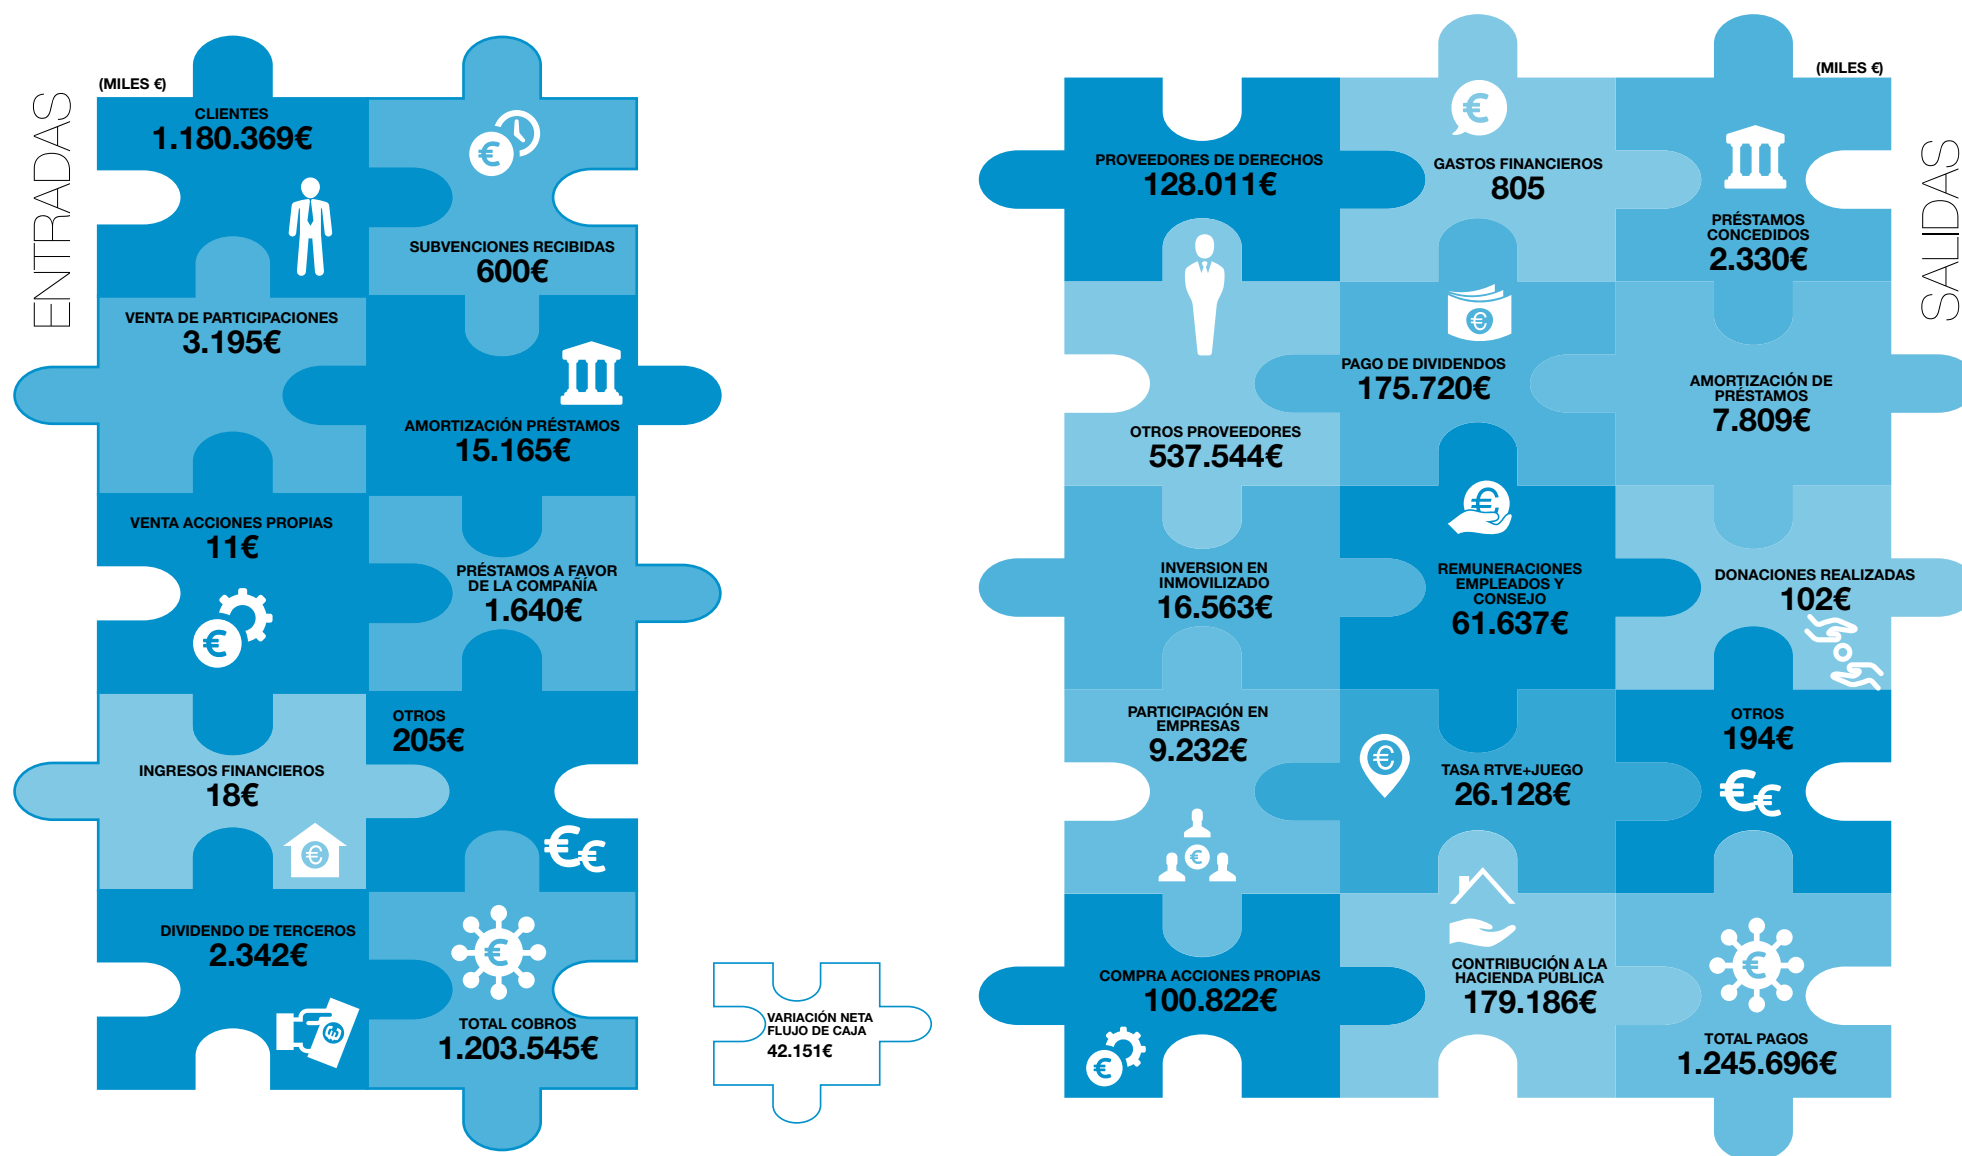 ENTRADAS
(MILES €)
CLIENTES
1.180.369€
€
SUBVENCIONES RECIBIDAS
600€
VENTA DE PARTICIPACIONES
3.195€
AMORTIZACIÓN PRÉSTAMOS
15.165€
VENTA ACCIONES PROPIAS
11€
€
PRÉSTAMOS A FAVOR
DE LA COMPAÑÍA
1.640€
INGRESOS FINANCIEROS
18€
€
OTROS
205€
€€
DIVIDENDO DE TERCEROS
2.342€
€
€
TOTAL COBROS
1.203.545€
VARIACIÓN NETA
FLUJO DE CAJA
42.151€
SALIDAS
(MILES €)
PROVEEDORES DE DERECHOS
128.011€
€
GASTOS FINANCIEROS
805
PRÉSTAMOS
CONCEDIDOS
2.330€
OTROS PROVEEDORES
537.544€
€
PAGO DE DIVIDENDOS
175.720€
AMORTIZACIÓN DE
PRÉSTAMOS
7.809€
INVERSION EN
INMOVILIZADO
16.563€
€
REMUNERACIONES
EMPLEADOS Y
CONSEJO
61.637€
DONACIONES REALIZADAS
102€
PARTICIPACIÓN EN
EMPRESAS
9.232€
€
€
TASA RTVE+JUEGO
26.128€
OTROS
194€
€€
COMPRA ACCIONES PROPIAS
100.822€
€
CONTRIBUCIÓN A LA
HACIENDA PÚBLICA
179.186€
€
TOTAL PAGOS
1.245.696€